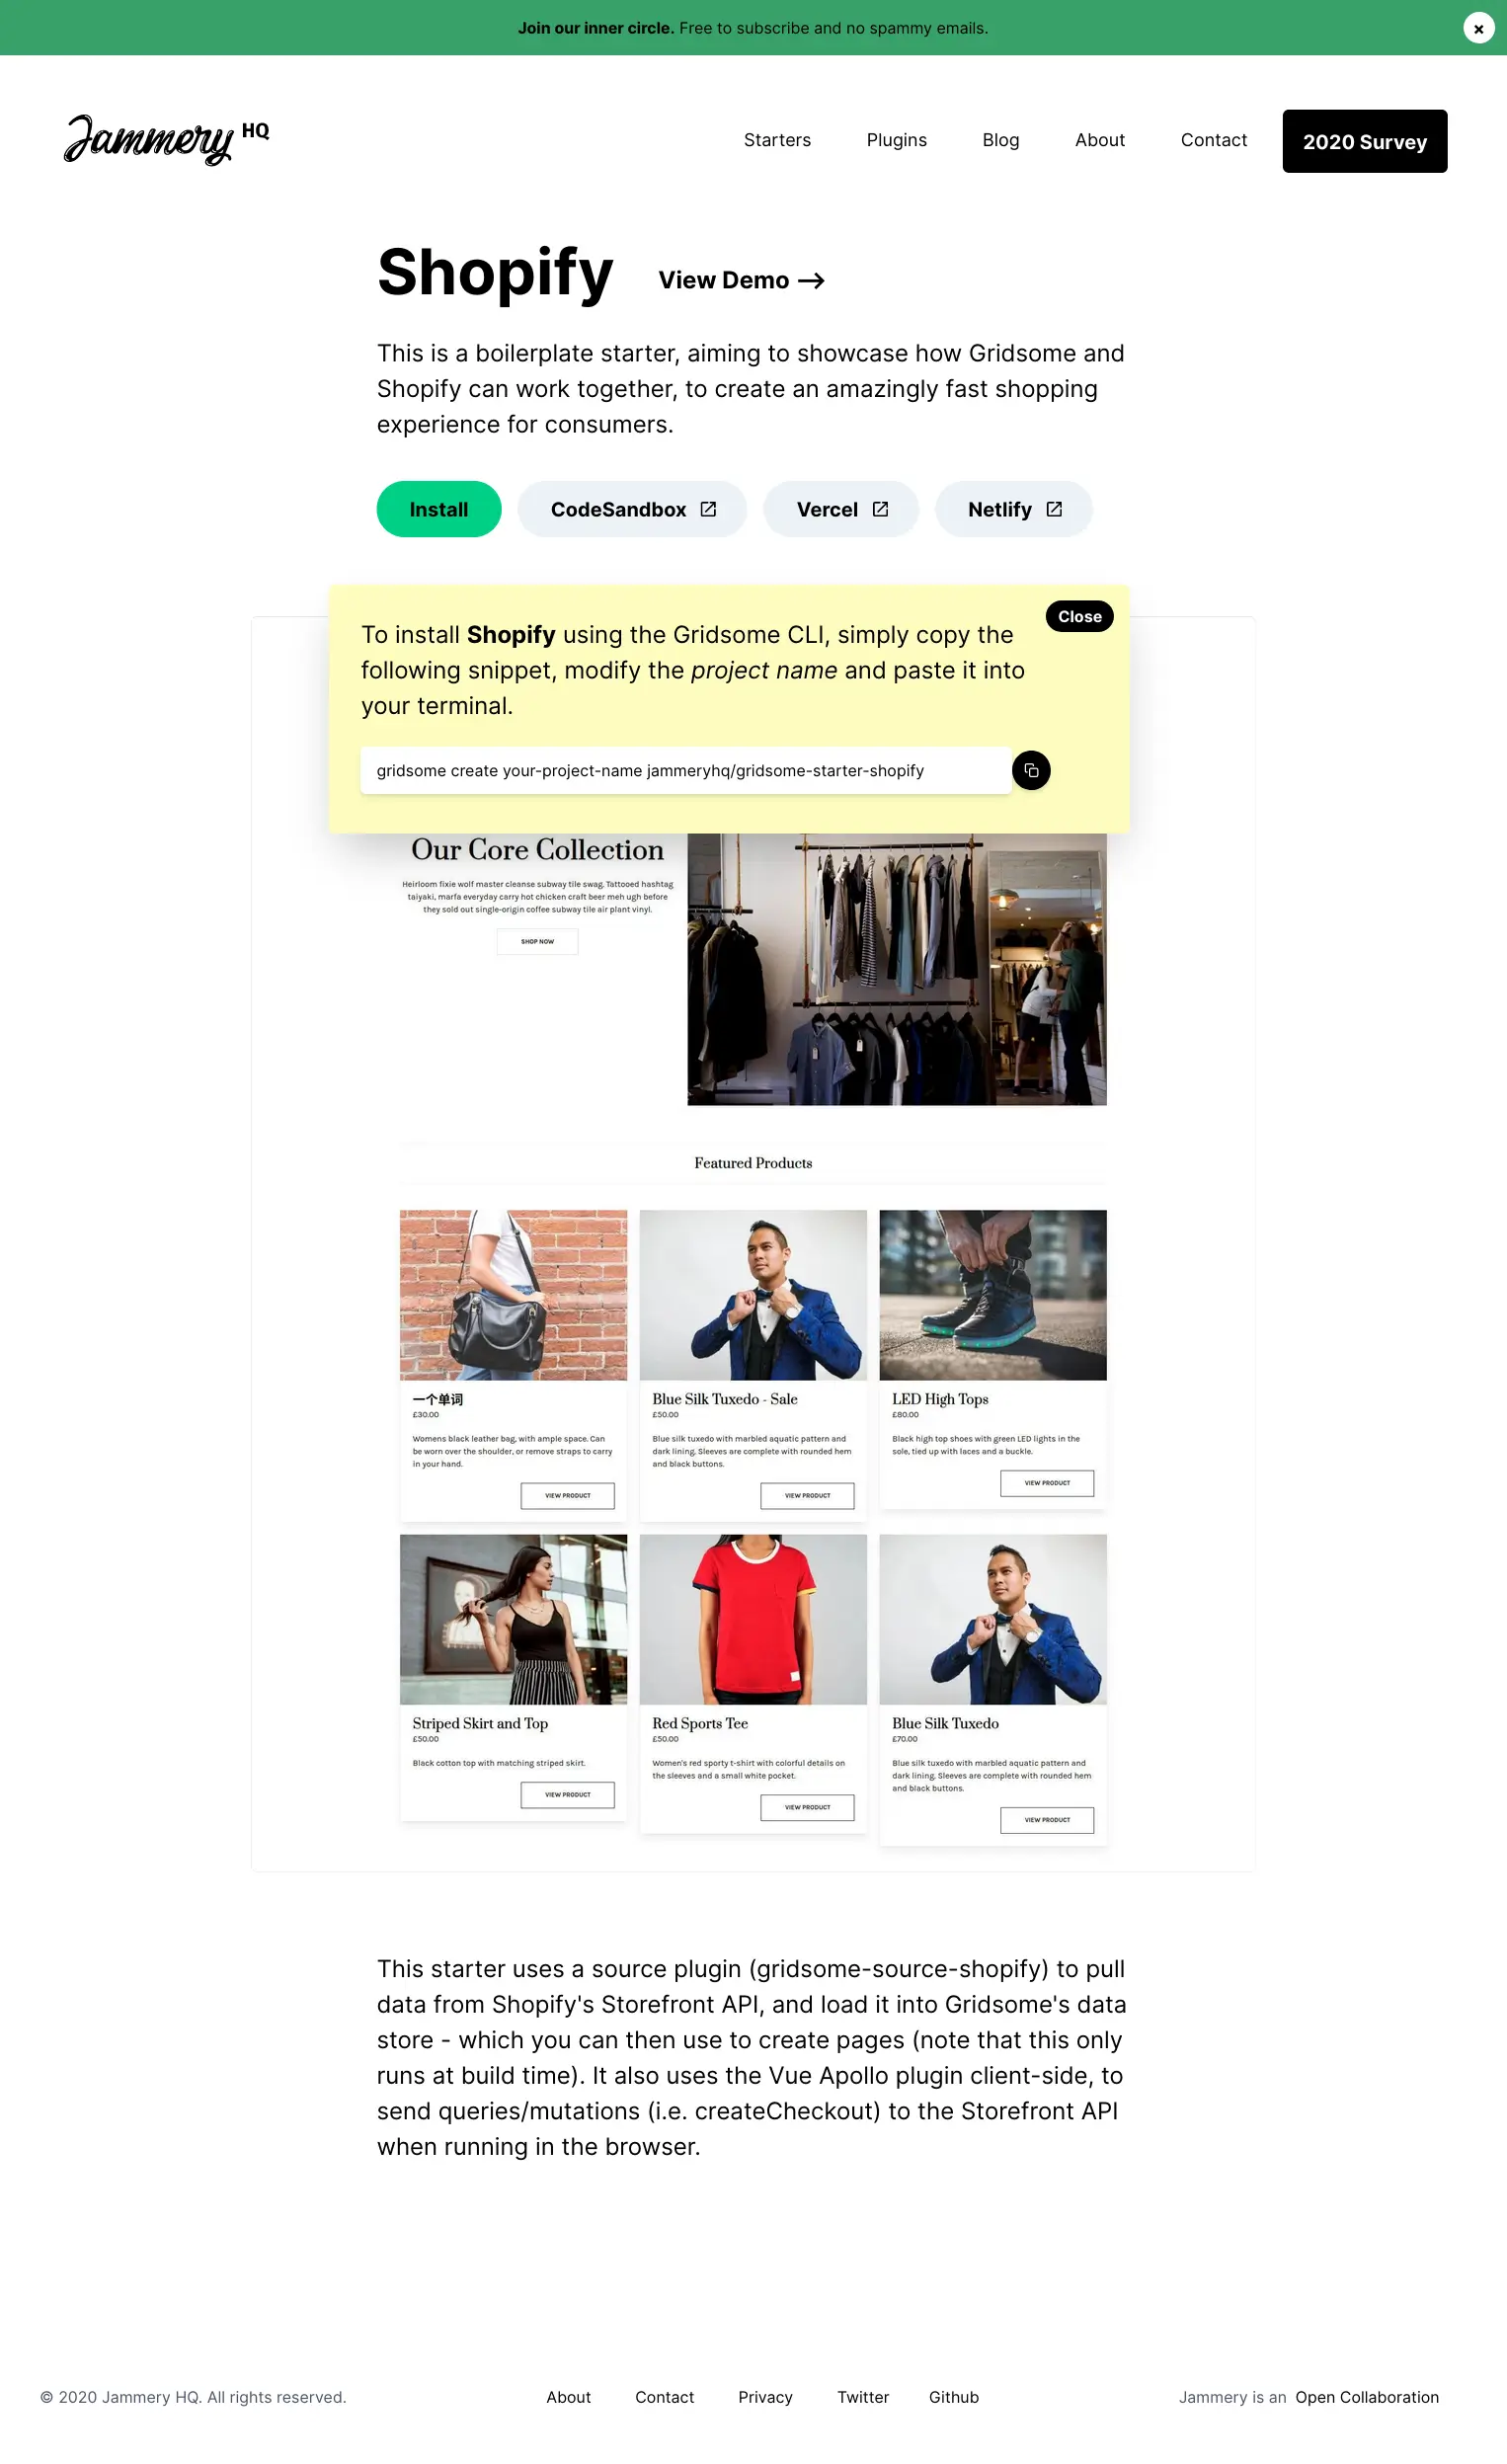 Join our inner circle. Free to subscribe and no spammy emails.
×
Jammery HQ
Starters Plugins Blog About Contact 2020 Survey
Shopify View Demo →
This is a boilerplate starter, aiming to showcase how Gridsome and
Shopify can work together, to create an amazingly fast shopping
experience for consumers.
Install CodeSandbox Vercel Netlify
Close
To install Shopify using the Gridsome CLI, simply copy the
following snippet, modify the project name and paste it into
your terminal.
gridsome create your-project-name jammeryhq/gridsome-starter-shopify
Our Core Collection
Heirloom fixie wolf master cleanse subway tile swag. Tattooed hashtag
taiyaki, marfa everyday carry hot chicken craft beer meh ugh before
they sold out single-origin coffee subway tile air plant vinyl.
SHOP NOW
Featured Products
一个单词
£30.00
Womens black leather bag, with ample space. Can
be worn over the shoulder, or remove straps to carry
in your hand.
VIEW PRODUCT
Blue Silk Tuxedo - Sale
£50.00
Blue silk tuxedo with marbled aquatic pattern and
dark lining. Sleeves are complete with rounded hem
and black buttons.
VIEW PRODUCT
LED High Tops
£80.00
Black high top shoes with green LED lights in the
sole, tied up with laces and a buckle.
VIEW PRODUCT
Striped Skirt and Top
£50.00
Black cotton top with matching striped skirt.
VIEW PRODUCT
Red Sports Tee
£50.00
Women's red sporty t-shirt with colorful details on
the sleeves and a small white pocket.
VIEW PRODUCT
Blue Silk Tuxedo
£70.00
Blue silk tuxedo with marbled aquatic pattern and
dark lining. Sleeves are complete with rounded hem
and black buttons.
VIEW PRODUCT
This starter uses a source plugin (gridsome-source-shopify) to pull
data from Shopify's Storefront API, and load it into Gridsome's data
store - which you can then use to create pages (note that this only
runs at build time). It also uses the Vue Apollo plugin client-side, to
send queries/mutations (i.e. createCheckout) to the Storefront API
when running in the browser.
© 2020 Jammery HQ. All rights reserved. About Contact Privacy Twitter Github Jammery is an Open Collaboration